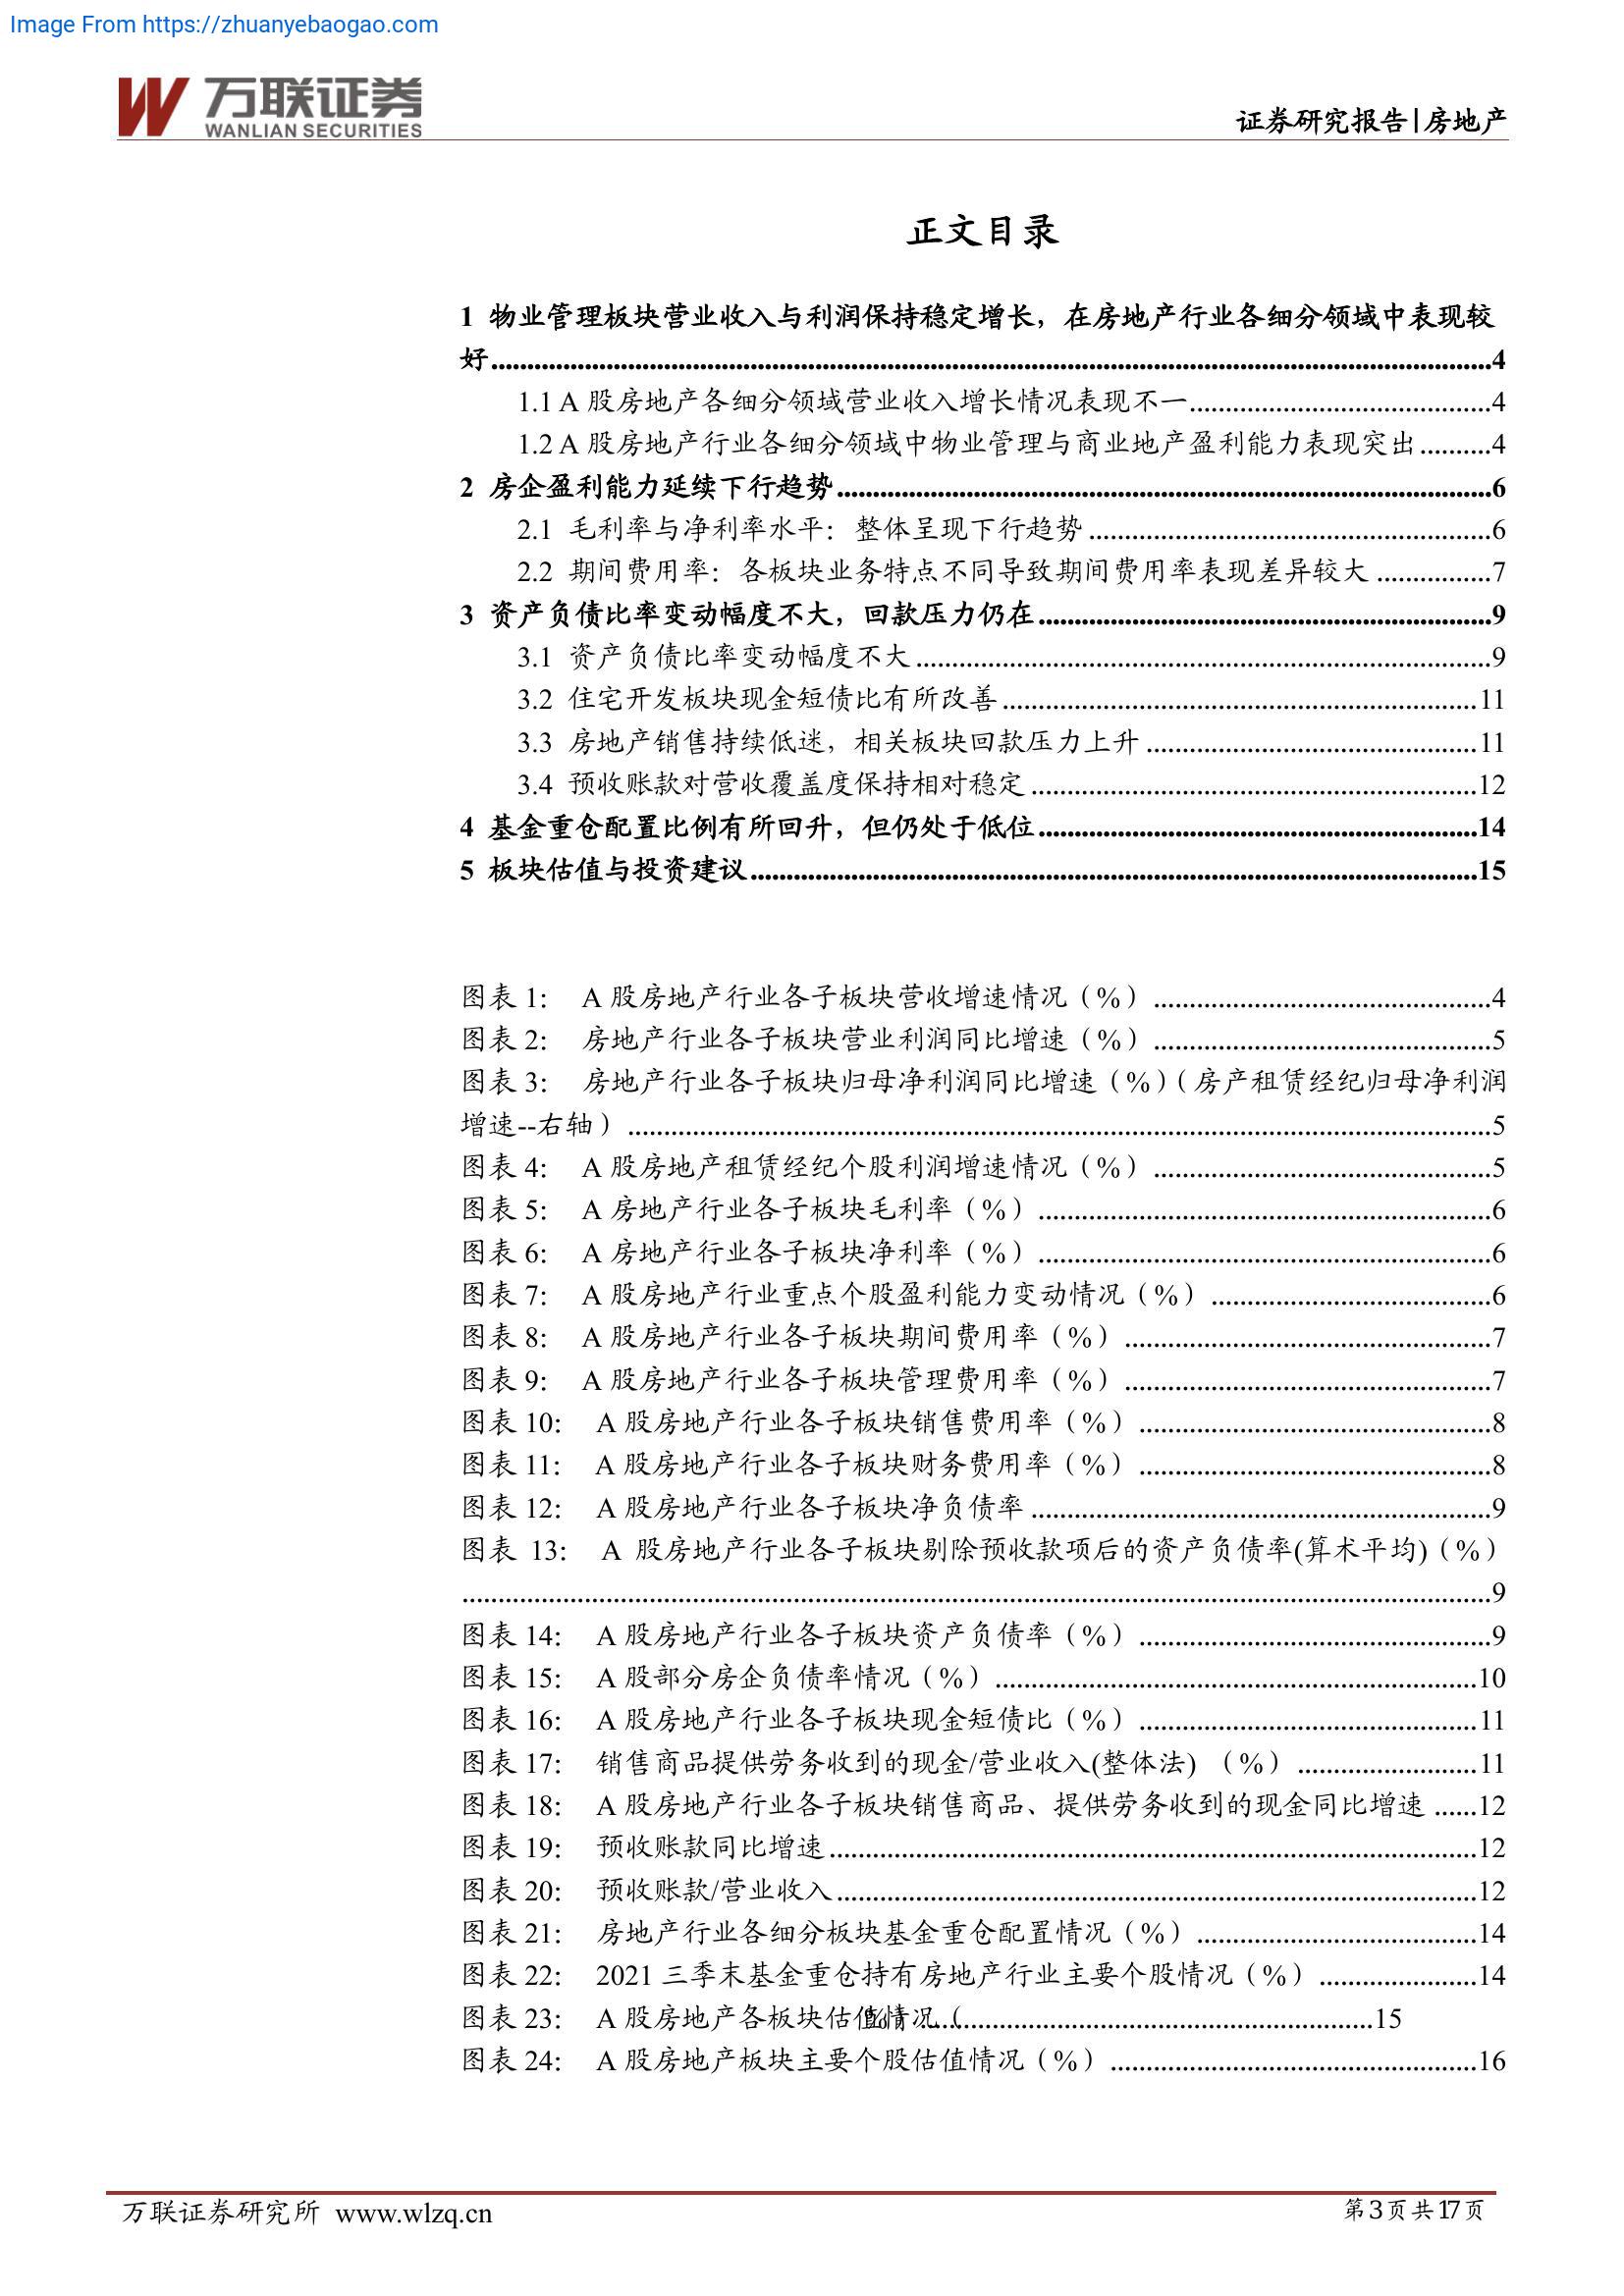 Image From https://zhuanyebaogao.com
万联证券
WANLIAN SECURITIES
证券研究报告|房地产
正文目录
1 物业管理板块营业收入与利润保持稳定增长，在房地产行业各细分领域中表现较
好....................4
1.1 A 股房地产各细分领域营业收入增长情况表现不一....................4
1.2 A 股房地产行业各细分领域中物业管理与商业地产盈利能力表现突出..........4
2 房企盈利能力延续下行趋势....................6
2.1 毛利率与净利率水平：整体呈现下行趋势....................6
2.2 期间费用率：各板块业务特点不同导致期间费用率表现差异较大................7
3 资产负债比率变动幅度不大，回款压力仍在....................9
3.1 资产负债比率变动幅度不大....................9
3.2 住宅开发板块现金短债比有所改善....................11
3.3 房地产销售持续低迷，相关板块回款压力上升....................11
3.4 预收账款对营收覆盖度保持相对稳定....................12
4 基金重仓配置比例有所回升，但仍处于低位....................14
5 板块估值与投资建议....................15
图表 1： A 股房地产行业各子板块营收增速情况（%）....................4
图表 2： 房地产行业各子板块营业利润同比增速（%）....................5
图表 3： 房地产行业各子板块归母净利润同比增速（%）（房产租赁经纪归母净利润
增速--右轴）....................5
图表 4： A 股房地产租赁经纪个股利润增速情况（%）....................5
图表 5： A 房地产行业各子板块毛利率（%）....................6
图表 6： A 房地产行业各子板块净利率（%）....................6
图表 7： A 股房地产行业重点个股盈利能力变动情况（%）....................6
图表 8： A 股房地产行业各子板块期间费用率（%）....................7
图表 9： A 股房地产行业各子板块管理费用率（%）....................7
图表 10： A 股房地产行业各子板块销售费用率（%）....................8
图表 11： A 股房地产行业各子板块财务费用率（%）....................8
图表 12： A 股房地产行业各子板块净负债率....................9
图表 13： A 股房地产行业各子板块剔除预收款项后的资产负债率(算术平均)（%）
....................9
图表 14： A 股房地产行业各子板块资产负债率（%）....................9
图表 15： A 股部分房企负债率情况（%）....................10
图表 16： A 股房地产行业各子板块现金短债比（%）....................11
图表 17： 销售商品提供劳务收到的现金/营业收入(整体法) （%）....................11
图表 18： A 股房地产行业各子板块销售商品、提供劳务收到的现金同比增速......12
图表 19： 预收账款同比增速....................12
图表 20： 预收账款/营业收入....................12
图表 21： 房地产行业各细分板块基金重仓配置情况（%）....................14
图表 22： 2021 三季末基金重仓持有房地产行业主要个股情况（%）....................14
图表 23： A 股房地产各板块估值情况（%）....................15
图表 24： A 股房地产板块主要个股估值情况（%）....................16
万联证券研究所 www.wlzq.cn
第3页共17页